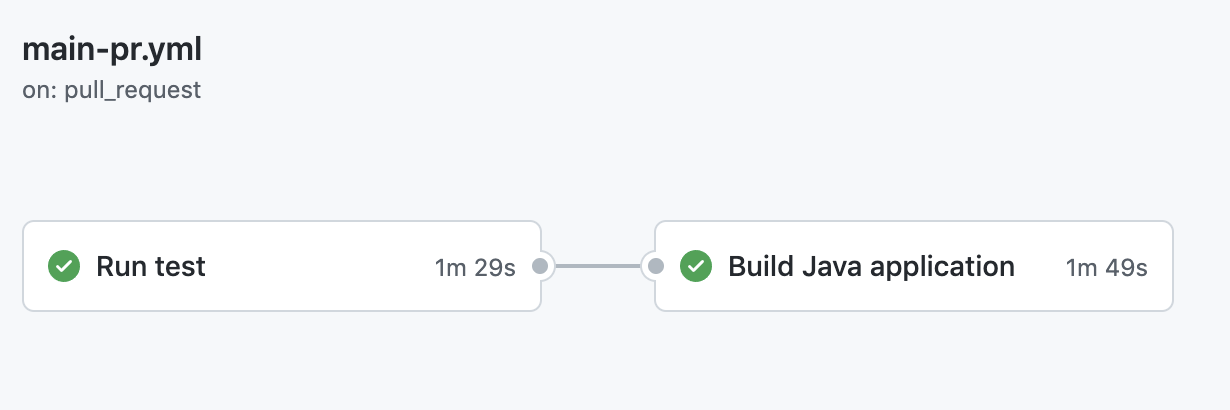 main-pr.yml
on: pull_request
Run test 1m 29s
Build Java application 1m 49s